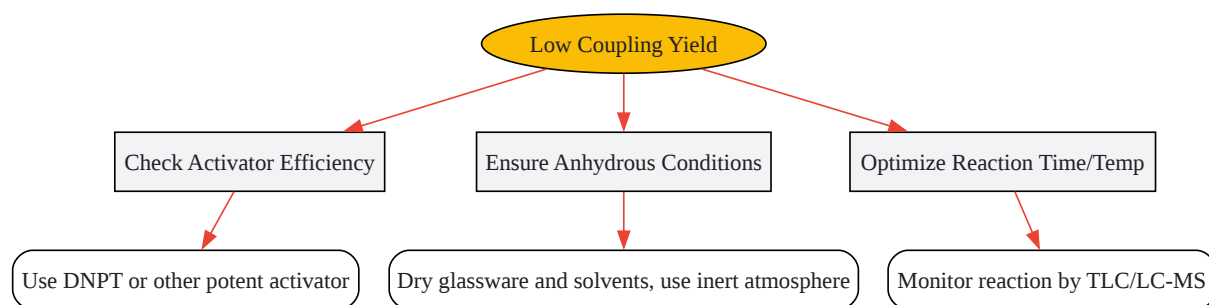 Low Coupling Yield
Check Activator Efficiency
Ensure Anhydrous Conditions
Optimize Reaction Time/Temp
Use DNPT or other potent activator
Dry glassware and solvents, use inert atmosphere
Monitor reaction by TLC/LC-MS